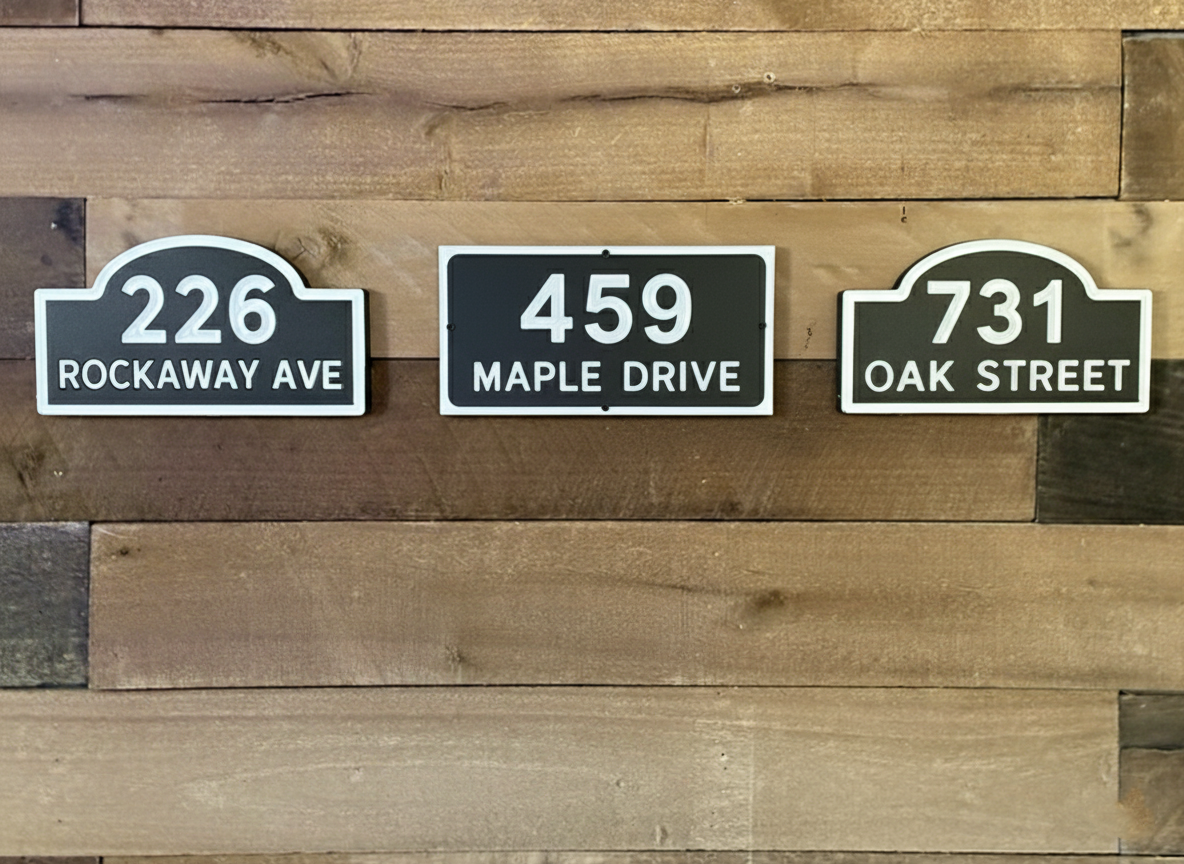 226
ROCKAWAY AVE
459
MAPLE DRIVE
731
OAK STREET